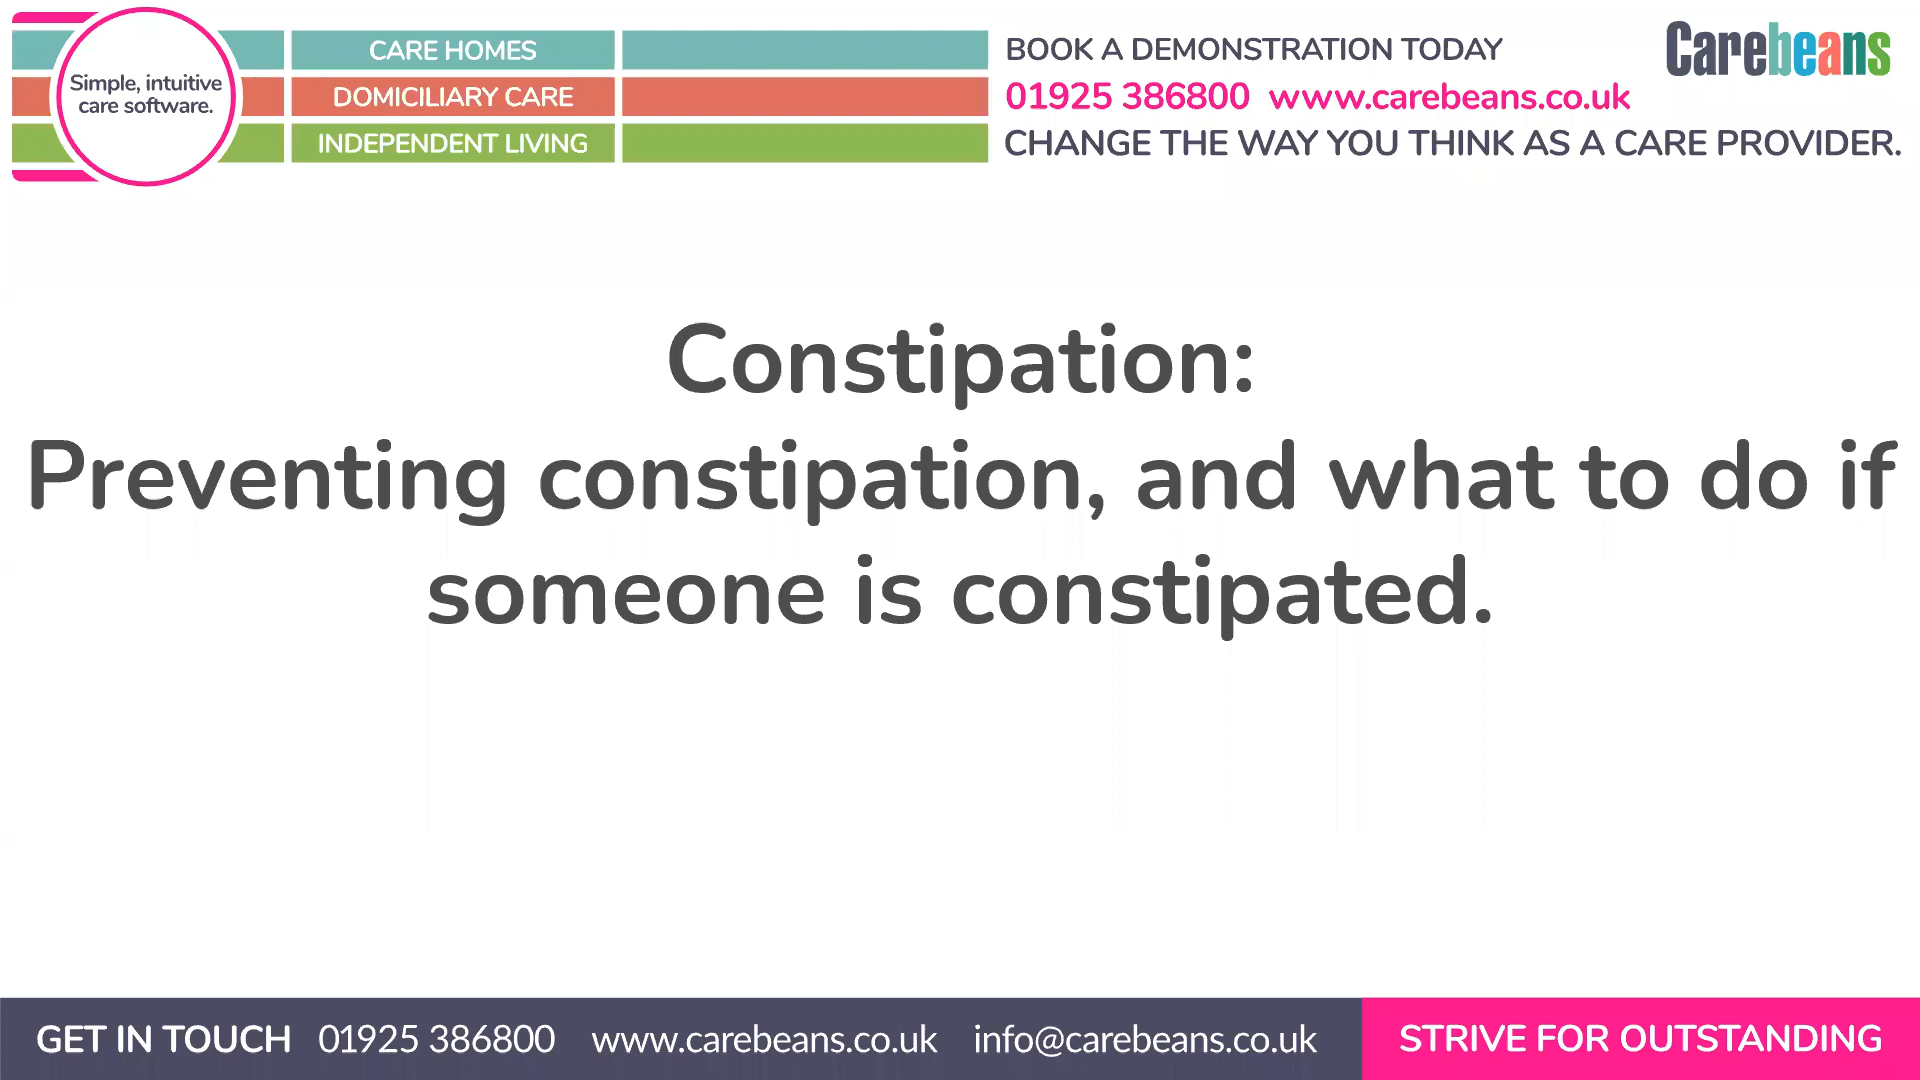 Simple, intuitive
care software.
CARE HOMES
DOMICILIARY CARE
INDEPENDENT LIVING
BOOK A DEMONSTRATION TODAY
01925 386800 www.carebeans.co.uk
CHANGE THE WAY YOU THINK AS A CARE PROVIDER.
Carebeans
Constipation:
Preventing constipation, and what to do if
someone is constipated.
GET IN TOUCH 01925 386800 www.carebeans.co.uk info@carebeans.co.uk
STRIVE FOR OUTSTANDING